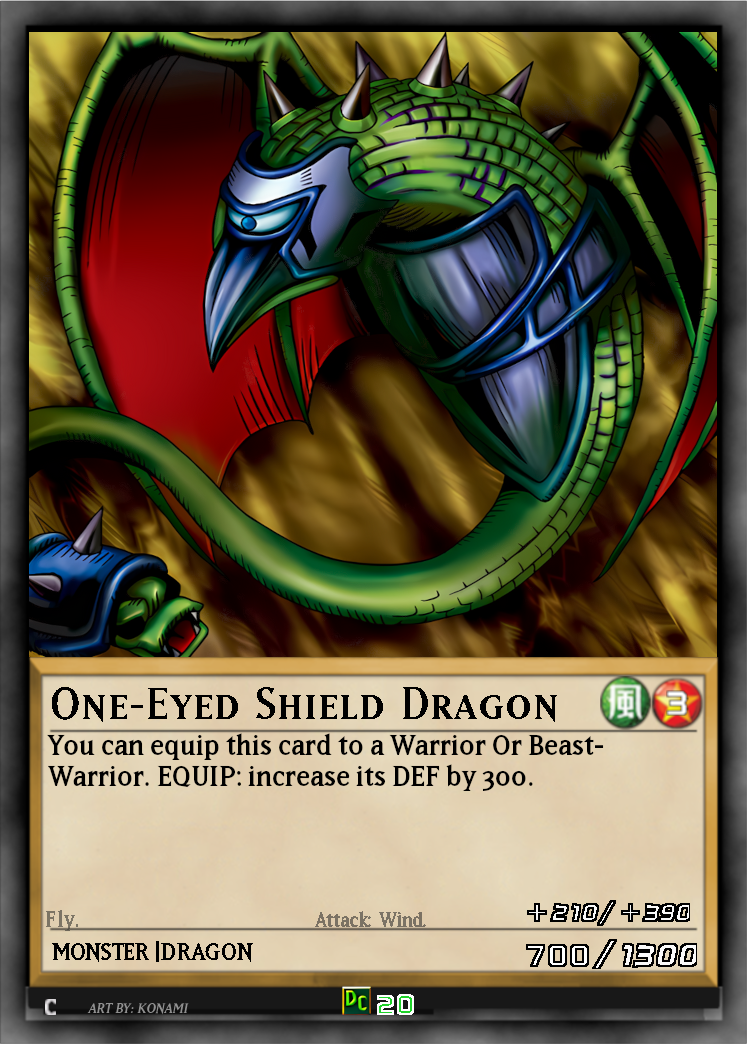 ONE-EYED SHIELD DRAGON 風 3
You can equip this card to a Warrior Or Beast-
Warrior. EQUIP: increase its DEF by 300.
Fly. Attack: Wind. +210/+390
MONSTER |DRAGON 700/1300
C ART BY: KONAMI DC 20